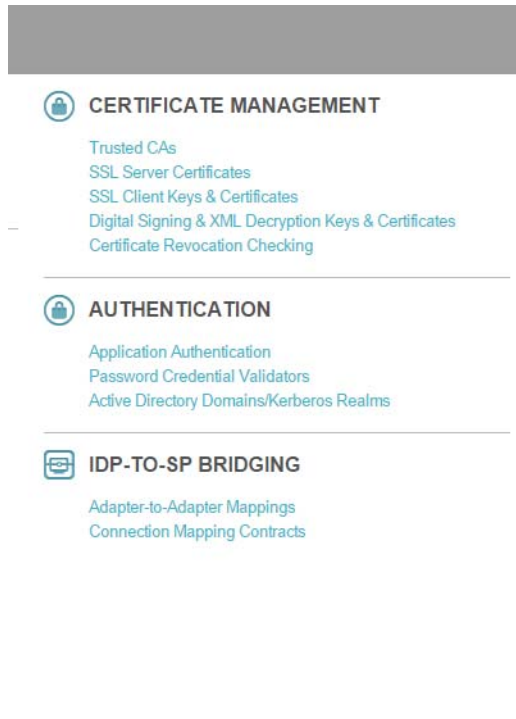 CERTIFICATE MANAGEMENT
Trusted CAs
SSL Server Certificates
SSL Client Keys & Certificates
Digital Signing & XML Decryption Keys & Certificates
Certificate Revocation Checking
AUTHENTICATION
Application Authentication
Password Credential Validators
Active Directory Domains/Kerberos Realms
IDP-TO-SP BRIDGING
Adapter-to-Adapter Mappings
Connection Mapping Contracts